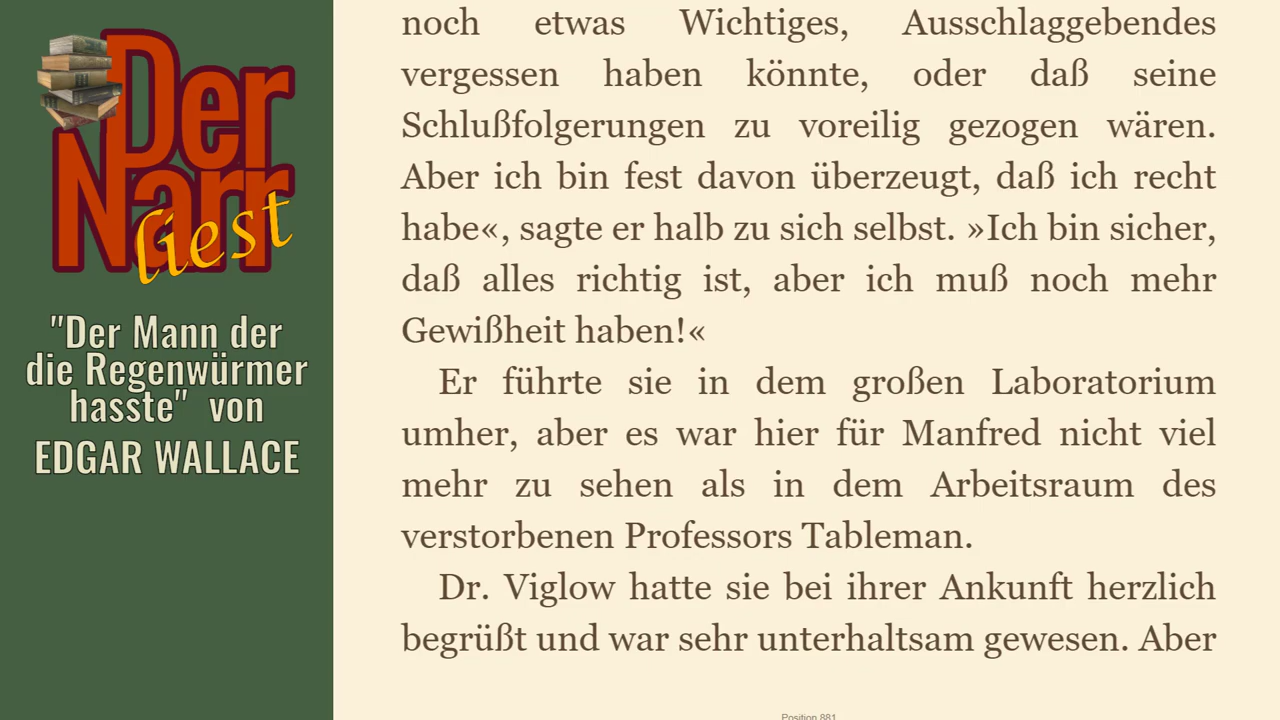 Der
Narr
liest
"Der Mann der
die Regenwürmer
hasste" von
EDGAR WALLACE
noch etwas Wichtiges, Ausschlaggebendes
vergessen haben könnte, oder daß seine
Schlußfolgerungen zu voreilig gezogen wären.
Aber ich bin fest davon überzeugt, daß ich recht
habe«, sagte er halb zu sich selbst. »Ich bin sicher,
daß alles richtig ist, aber ich muß noch mehr
Gewißheit haben!«
Er führte sie in dem großen Laboratorium
umher, aber es war hier für Manfred nicht viel
mehr zu sehen als in dem Arbeitsraum des
verstorbenen Professors Tableman.
Dr. Viglow hatte sie bei ihrer Ankunft herzlich
begrüßt und war sehr unterhaltsam gewesen. Aber
Position 881